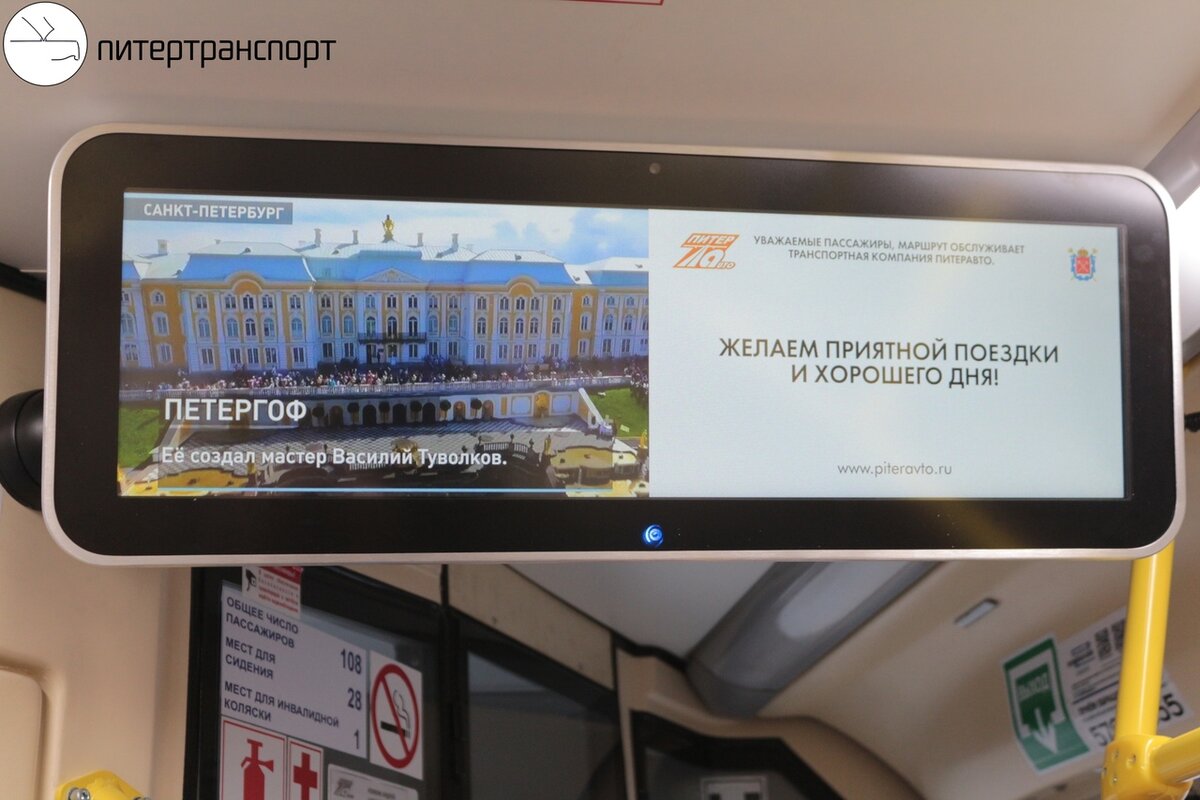 питертранспорт
САНКТ-ПЕТЕРБУРГ
ПЕТЕРГОФ
Её создал мастер Василий Туволков.
ПИТЕР
АВТО
УВАЖАЕМЫЕ ПАССАЖИРЫ, МАРШРУТ ОБСЛУЖИВАЕТ
ТРАНСПОРТНАЯ КОМПАНИЯ ПИТЕРАВТО.
ЖЕЛАЕМ ПРИЯТНОЙ ПОЕЗДКИ
И ХОРОШЕГО ДНЯ!
www.piteravto.ru
ОБЩЕЕ ЧИСЛО
ПАССАЖИРОВ 108
МЕСТ ДЛЯ
СИДЕНИЯ 28
МЕСТ ДЛЯ ИНВАЛИДНОЙ
КОЛЯСКИ 1
ВЫХОД